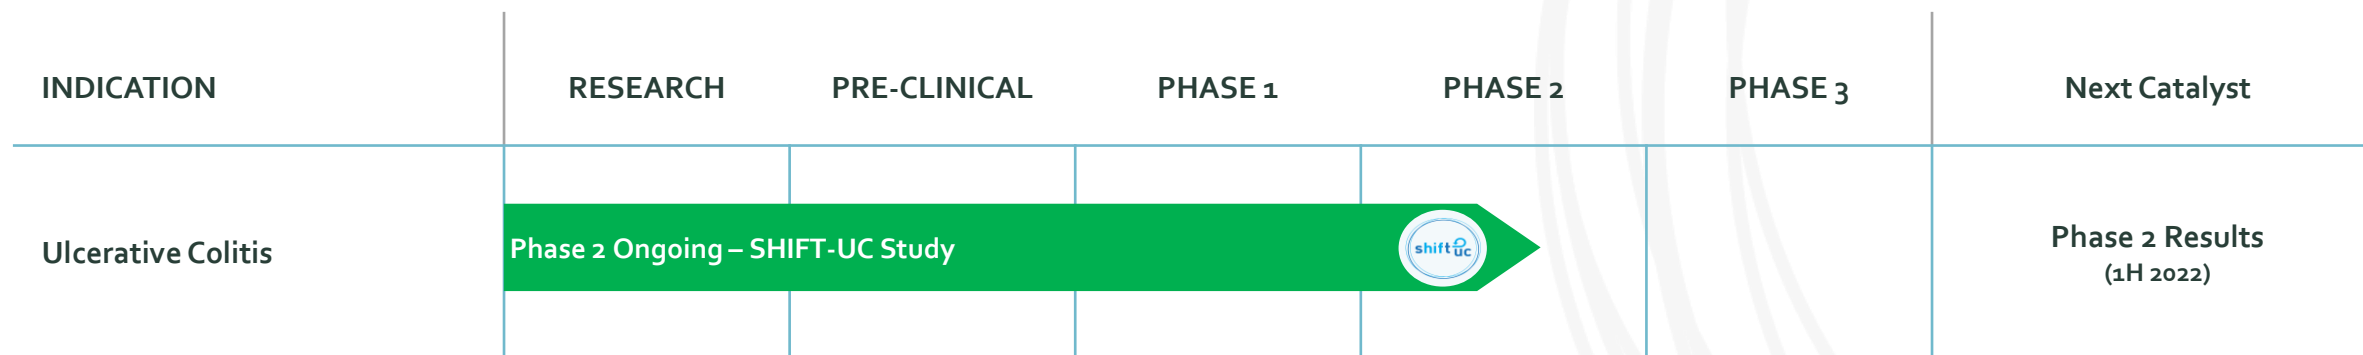 INDICATION RESEARCH PRE-CLINICAL PHASE 1 PHASE 2 PHASE 3 Next Catalyst
Ulcerative Colitis
Phase 2 Ongoing – SHIFT-UC Study
shift uc
Phase 2 Results
(1H 2022)